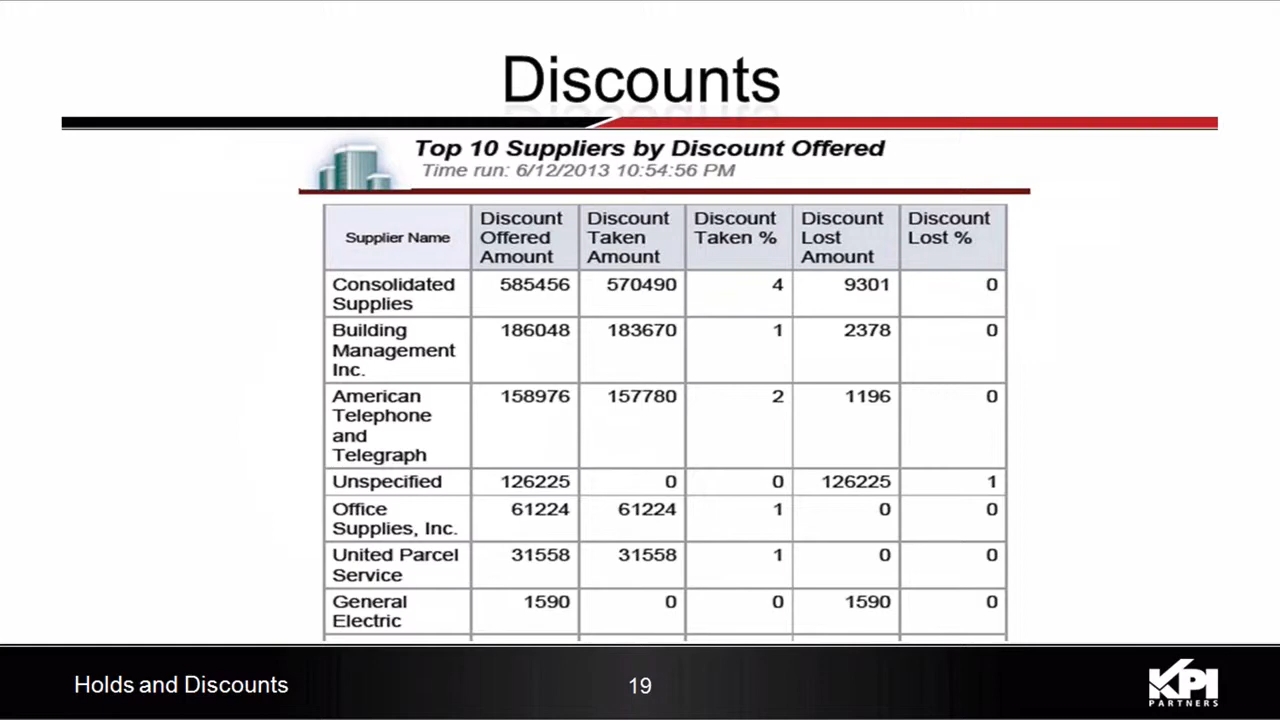 Discounts
Top 10 Suppliers by Discount Offered
Time run: 6/12/2013 10:54:56 PM
Supplier Name
Discount Offered Amount
Discount Taken Amount
Discount Taken %
Discount Lost Amount
Discount Lost %
Consolidated Supplies 585456 570490 4 9301 0
Building Management Inc. 186048 183670 1 2378 0
American Telephone and Telegraph 158976 157780 2 1196 0
Unspecified 126225 0 0 126225 1
Office Supplies, Inc. 61224 61224 1 0 0
United Parcel Service 31558 31558 1 0 0
General Electric 1590 0 0 1590 0
Holds and Discounts
19
KPI
PARTNERS